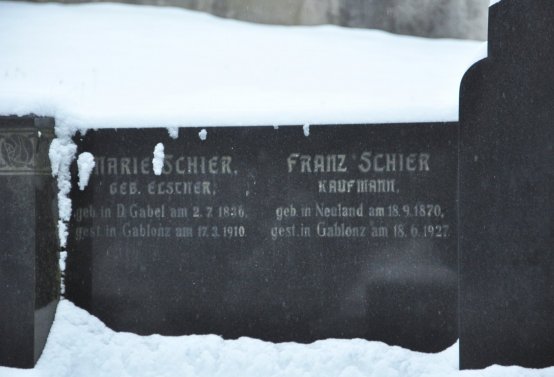 MARIE SCHIER,
GEB. ELSCNER,
geb. in D. Gabel am 2. 7. 1836,
gest. in Gablonz am 17. 3. 1910.
FRANZ SCHIER
KAUFMANN,
geb. in Neuland am 18. 9. 1870,
gest. in Gablonz am 18. 6. 1927.